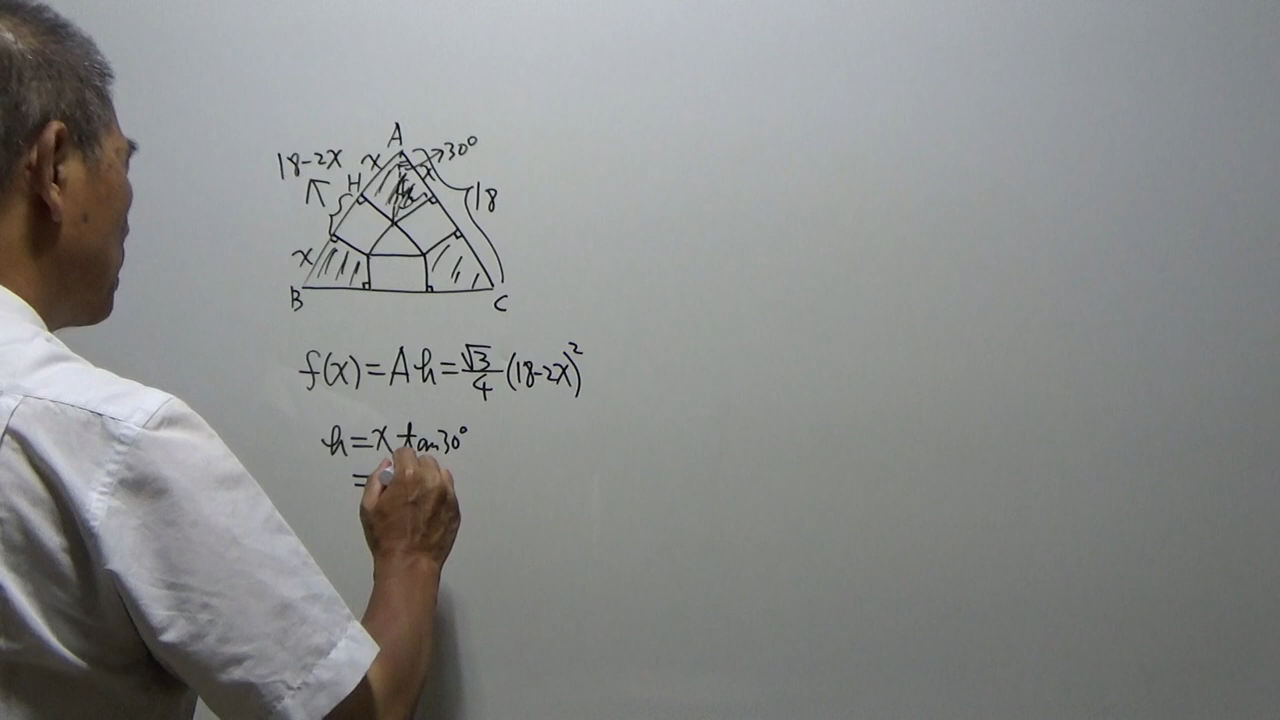 A
18-2x
x
30°
H
x
18
x
B
C
f(x)=Ah=√3/4(18-2x)²
h=x tan30°
=